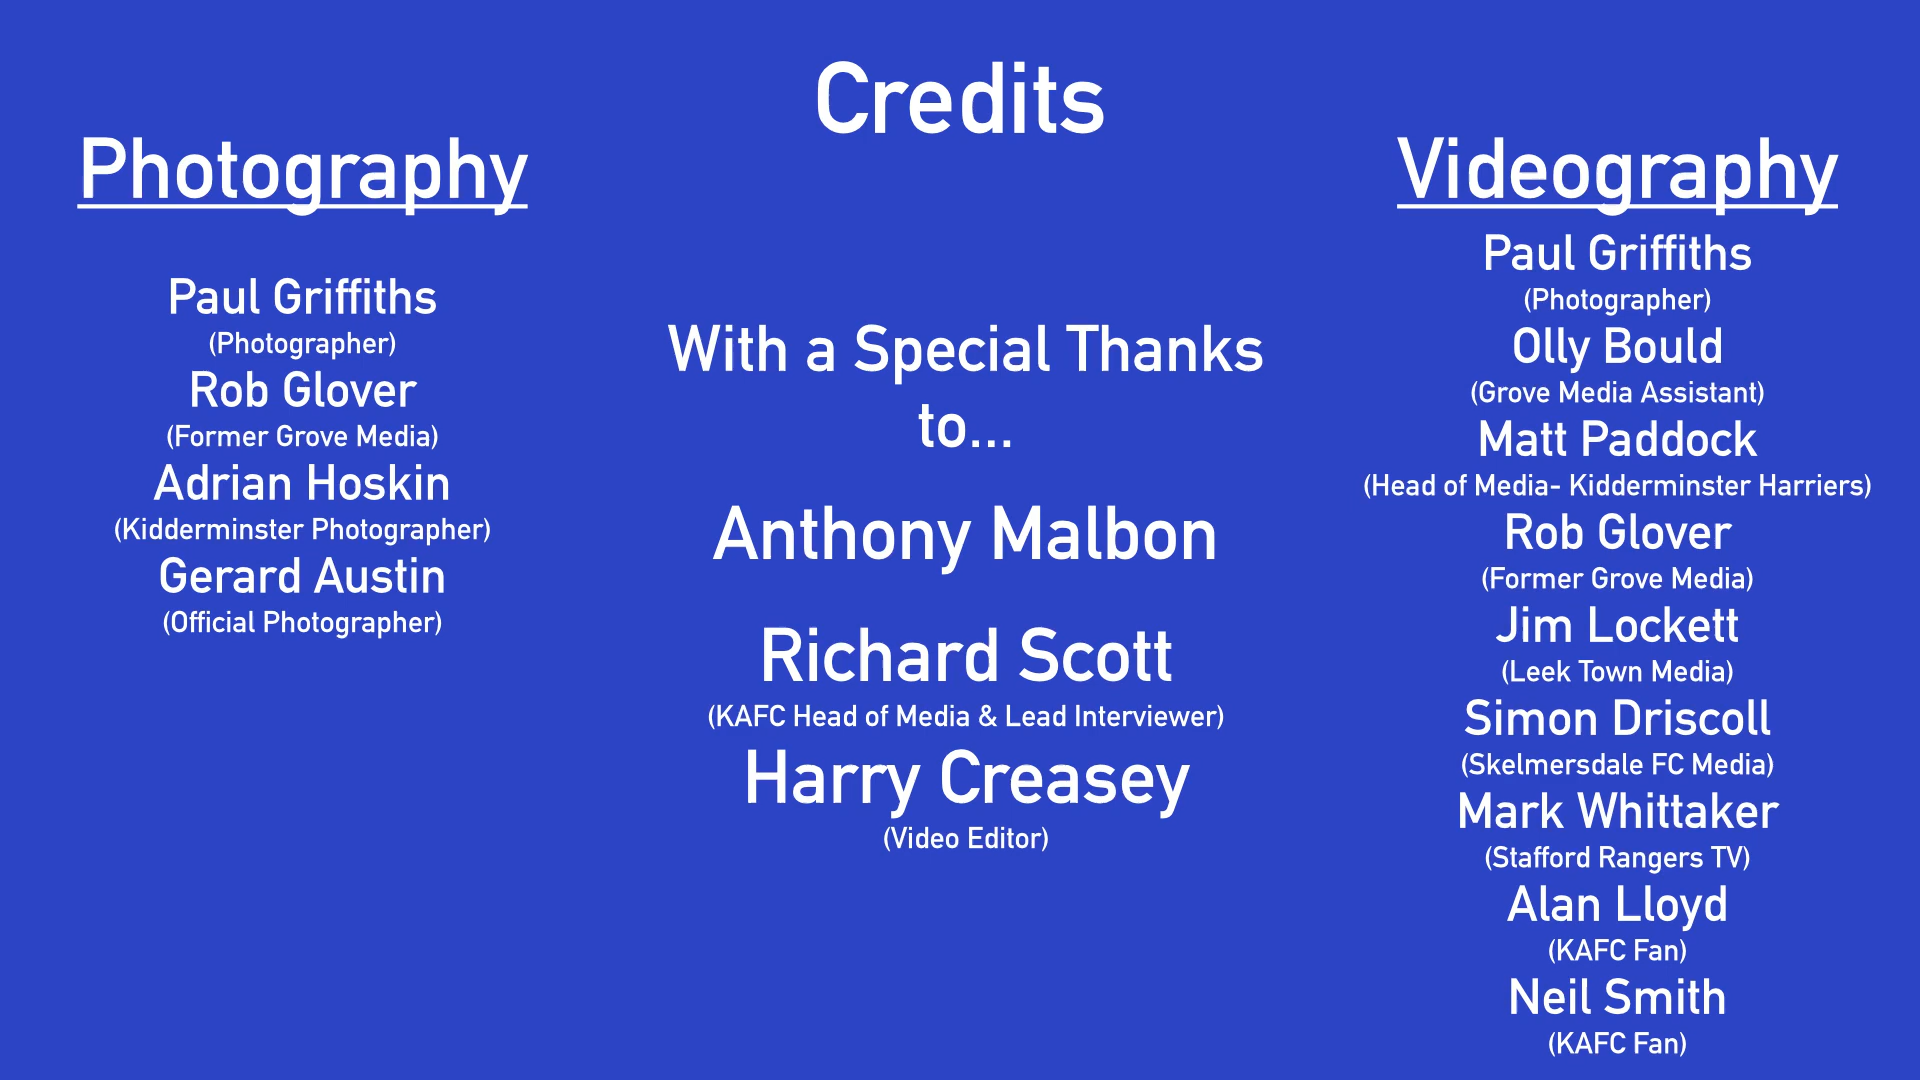 Credits
Photography
Paul Griffiths
(Photographer)
Rob Glover
(Former Grove Media)
Adrian Hoskin
(Kidderminster Photographer)
Gerard Austin
(Official Photographer)
With a Special Thanks
to...
Anthony Malbon
Richard Scott
(KAFC Head of Media & Lead Interviewer)
Harry Creasey
(Video Editor)
Videography
Paul Griffiths
(Photographer)
Olly Bould
(Grove Media Assistant)
Matt Paddock
(Head of Media- Kidderminster Harriers)
Rob Glover
(Former Grove Media)
Jim Lockett
(Leek Town Media)
Simon Driscoll
(Skelmersdale FC Media)
Mark Whittaker
(Stafford Rangers TV)
Alan Lloyd
(KAFC Fan)
Neil Smith
(KAFC Fan)